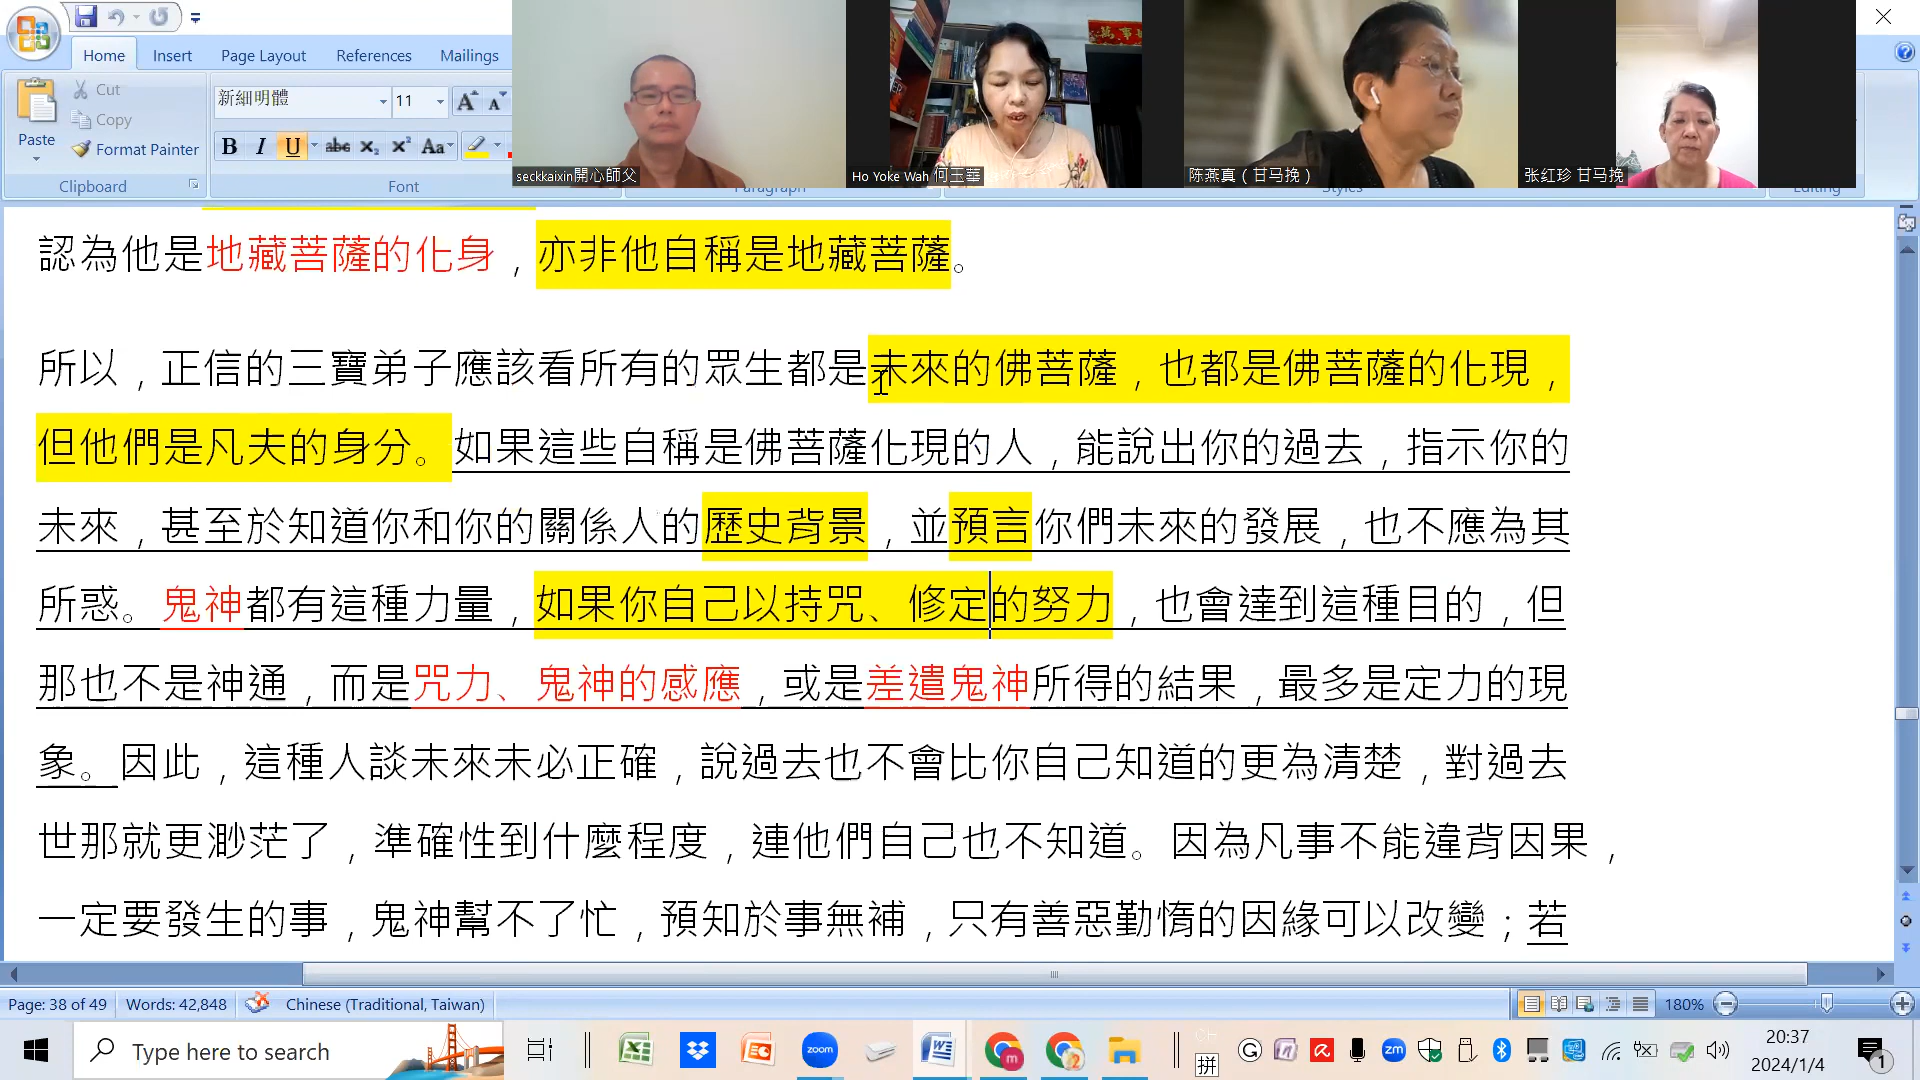 Home Insert Page Layout References Mailings
Paste
Cut
Copy
Format Painter
Clipboard
新細明體 11
B I U abc X₂ X² Aa
Font
Paragraph
Styles
Editing
seckkaixin開心師父
Ho Yoke Wah 何玉華
陈燕真（甘马挽）
张红珍 甘马挽
萬事
認為他是地藏菩薩的化身，亦非他自稱是地藏菩薩。
所以，正信的三寶弟子應該看所有的眾生都是未來的佛菩薩，也都是佛菩薩的化現，
但他們是凡夫的身分。如果這些自稱是佛菩薩化現的人，能說出你的過去，指示你的
未來，甚至於知道你和你的關係人的歷史背景，並預言你們未來的發展，也不應為其
所惑。鬼神都有這種力量，如果你自己以持咒、修定的努力，也會達到這種目的，但
那也不是神通，而是咒力、鬼神的感應，或是差遣鬼神所得的結果，最多是定力的現
象。因此，這種人談未來未必正確，說過去也不會比你自己知道的更為清楚，對過去
世那就更渺茫了，準確性到什麼程度，連他們自己也不知道。因為凡事不能違背因果，
一定要發生的事，鬼神幫不了忙，預知於事無補，只有善惡勤惰的因緣可以改變；若
Page: 38 of 49 Words: 42,848 Chinese (Traditional, Taiwan) 180%
Type here to search
zoom
CH
拼
zm
20:37
2024/1/4
1